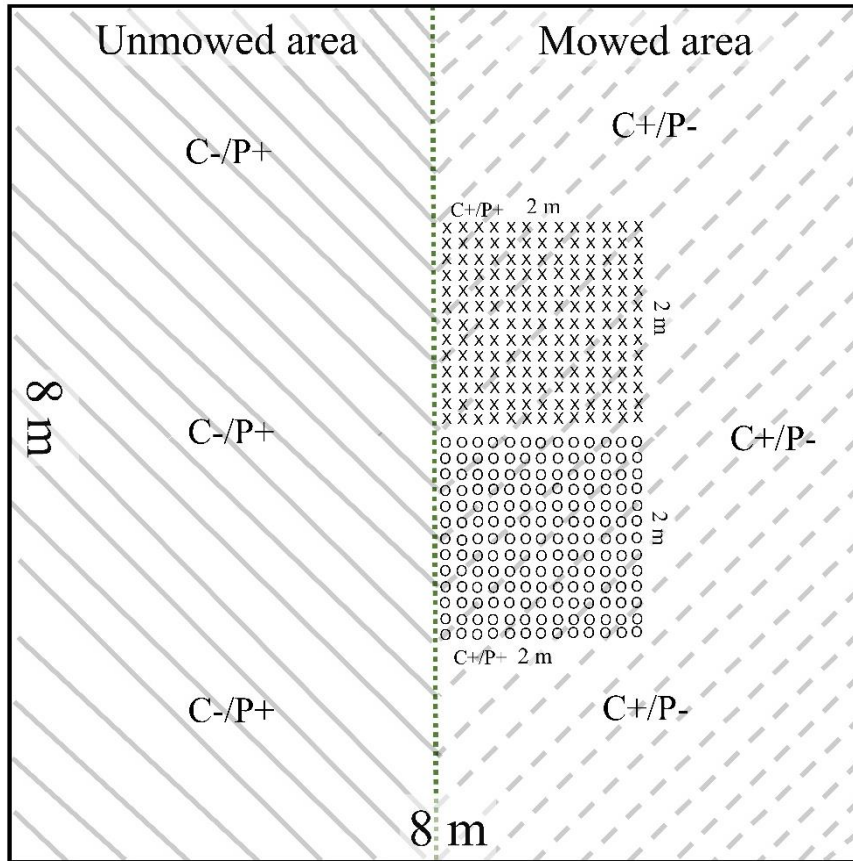 Unmowed area
Mowed area
C-/P+
C+/P-
C+/P+ 2 m
2 m
8 m
C-/P+
C+/P-
2 m
C+/P+ 2 m
C-/P+
C+/P-
8 m